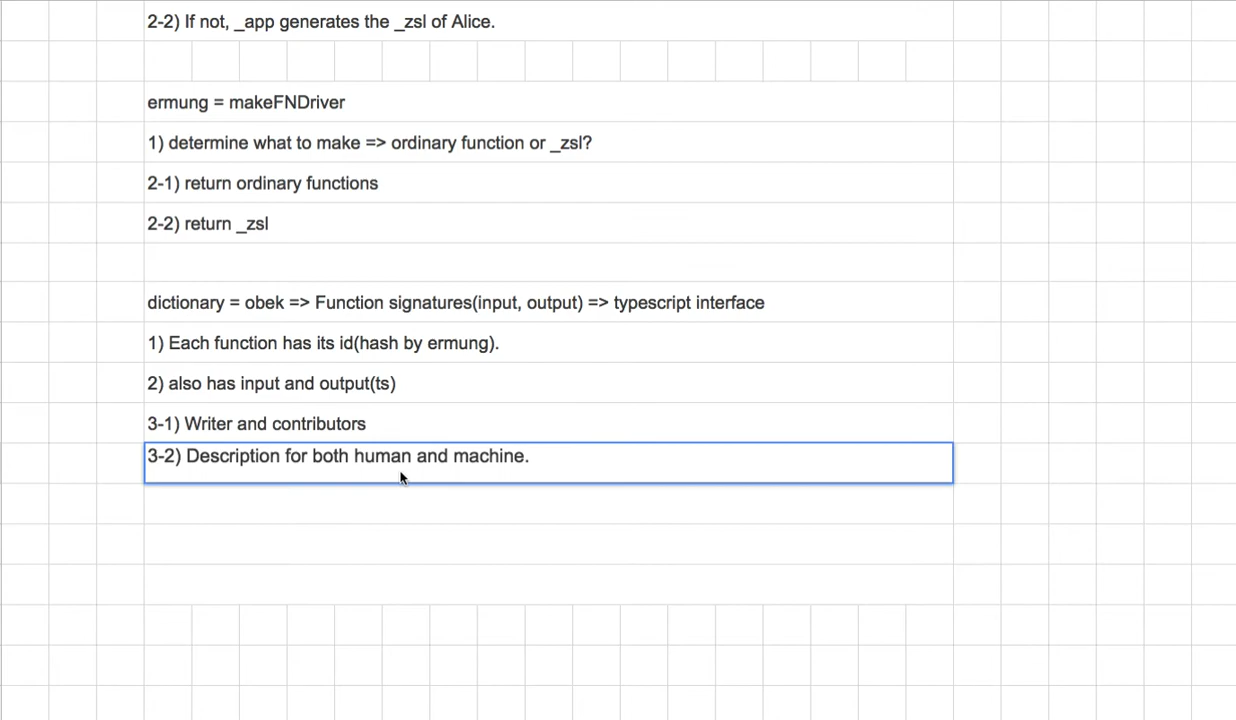 2-2) If not, _app generates the _zsl of Alice.
ermung = makeFNDriver
1) determine what to make => ordinary function or _zsl?
2-1) return ordinary functions
2-2) return _zsl
dictionary = obek => Function signatures(input, output) => typescript interface
1) Each function has its id(hash by ermung).
2) also has input and output(ts)
3-1) Writer and contributors
3-2) Description for both human and machine.